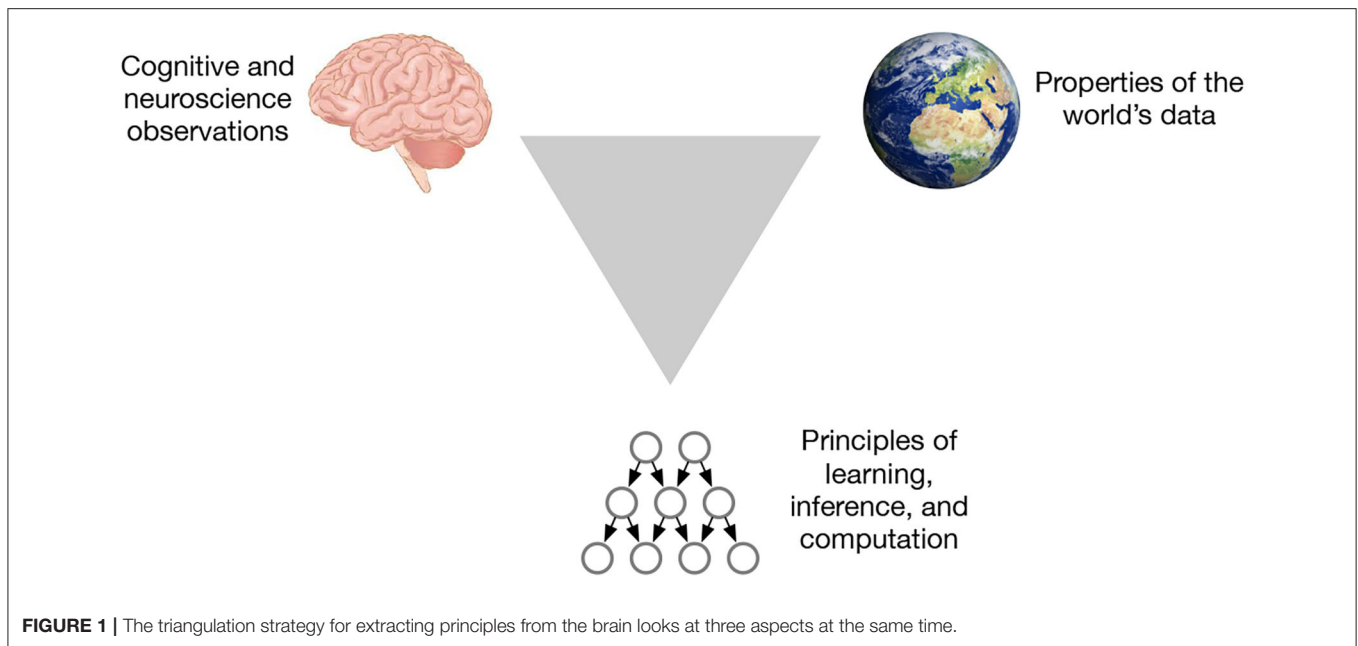 Cognitive and
neuroscience
observations
Properties of the
world's data
Principles of
learning,
inference, and
computation
FIGURE 1 | The triangulation strategy for extracting principles from the brain looks at three aspects at the same time.